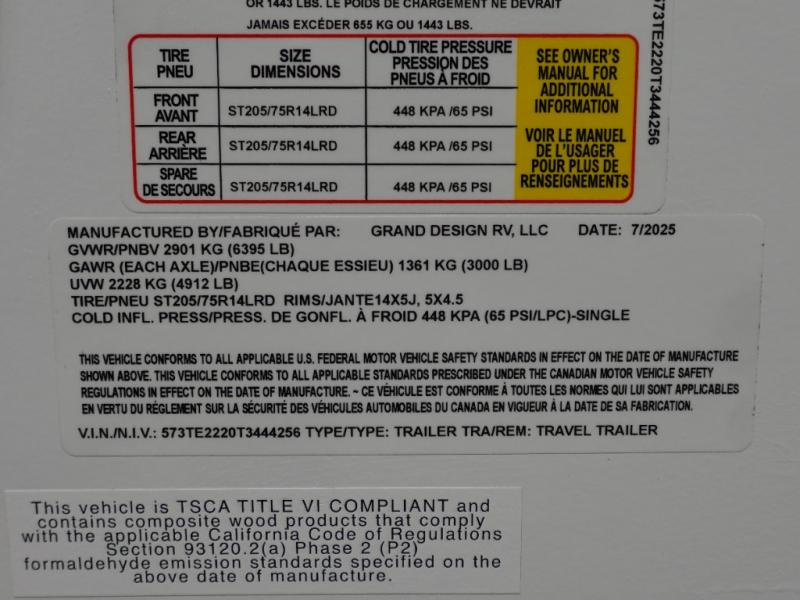 OR 1443 LBS. LE POIDS DE CHARGEMENT NE DEVRAIT
JAMAIS EXCÉDER 655 KG OU 1443 LBS.
TIRE
PNEU
SIZE
DIMENSIONS
COLD TIRE PRESSURE
PRESSION DES
PNEUS À FROID
SEE OWNER'S
MANUAL FOR
ADDITIONAL
INFORMATION
VOIR LE MANUEL
DE L'USAGER
POUR PLUS DE
RENSEIGNEMENTS
FRONT
AVANT
ST205/75R14LRD
448 KPA /65 PSI
REAR
ARRIÈRE
ST205/75R14LRD
448 KPA /65 PSI
SPARE
DE SECOURS
ST205/75R14LRD
448 KPA /65 PSI
573TE2220T3444256
MANUFACTURED BY/FABRIQUÉ PAR: GRAND DESIGN RV, LLC DATE: 7/2025
GVWR/PNBV 2901 KG (6395 LB)
GAWR (EACH AXLE)/PNBE(CHAQUE ESSIEU) 1361 KG (3000 LB)
UVW 2228 KG (4912 LB)
TIRE/PNEU ST205/75R14LRD RIMS/JANTE14X5J, 5X4.5
COLD INFL. PRESS/PRESS. DE GONFL. À FROID 448 KPA (65 PSI/LPC)-SINGLE
THIS VEHICLE CONFORMS TO ALL APPLICABLE U.S. FEDERAL MOTOR VEHICLE SAFETY STANDARDS IN EFFECT ON THE DATE OF MANUFACTURE
SHOWN ABOVE. THIS VEHICLE CONFORMS TO ALL APPLICABLE STANDARDS PRESCRIBED UNDER THE CANADIAN MOTOR VEHICLE SAFETY
REGULATIONS IN EFFECT ON THE DATE OF MANUFACTURE. ~ CE VÉHICULE EST CONFORME À TOUTES LES NORMES QUI LUI SONT APPLICABLES
EN VERTU DU RÉGLEMENT SUR LA SÉCURITÉ DES VÉHICULES AUTOMOBILES DU CANADA EN VIGUEUR À LA DATE DE SA FABRICATION.
V.I.N./N.I.V.: 573TE2220T3444256 TYPE/TYPE: TRAILER TRA/REM: TRAVEL TRAILER
This vehicle is TSCA TITLE VI COMPLIANT and
contains composite wood products that comply
with the applicable California Code of Regulations
Section 93120.2(a) Phase 2 (P2)
formaldehyde emission standards specified on the
above date of manufacture.